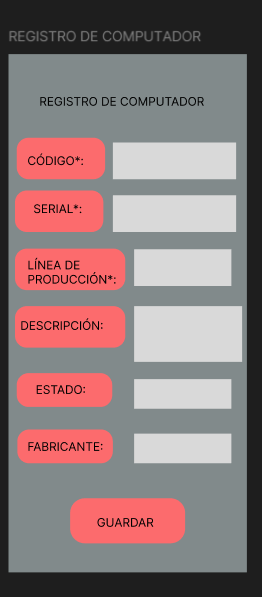 REGISTRO DE COMPUTADOR
REGISTRO DE COMPUTADOR
CÓDIGO*:
SERIAL*:
LÍNEA DE
PRODUCCIÓN*:
DESCRIPCIÓN:
ESTADO:
FABRICANTE:
GUARDAR